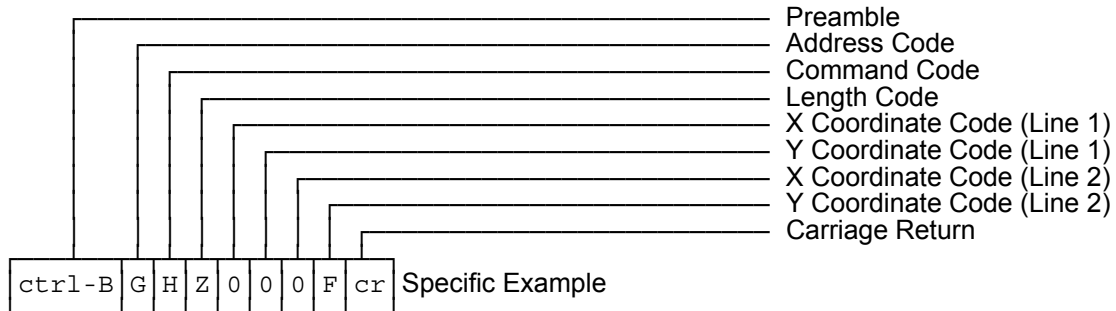 Preamble
Address Code
Command Code
Length Code
X Coordinate Code (Line 1)
Y Coordinate Code (Line 1)
X Coordinate Code (Line 2)
Y Coordinate Code (Line 2)
Carriage Return
ctrl-B G H Z 0 0 0 F cr Specific Example